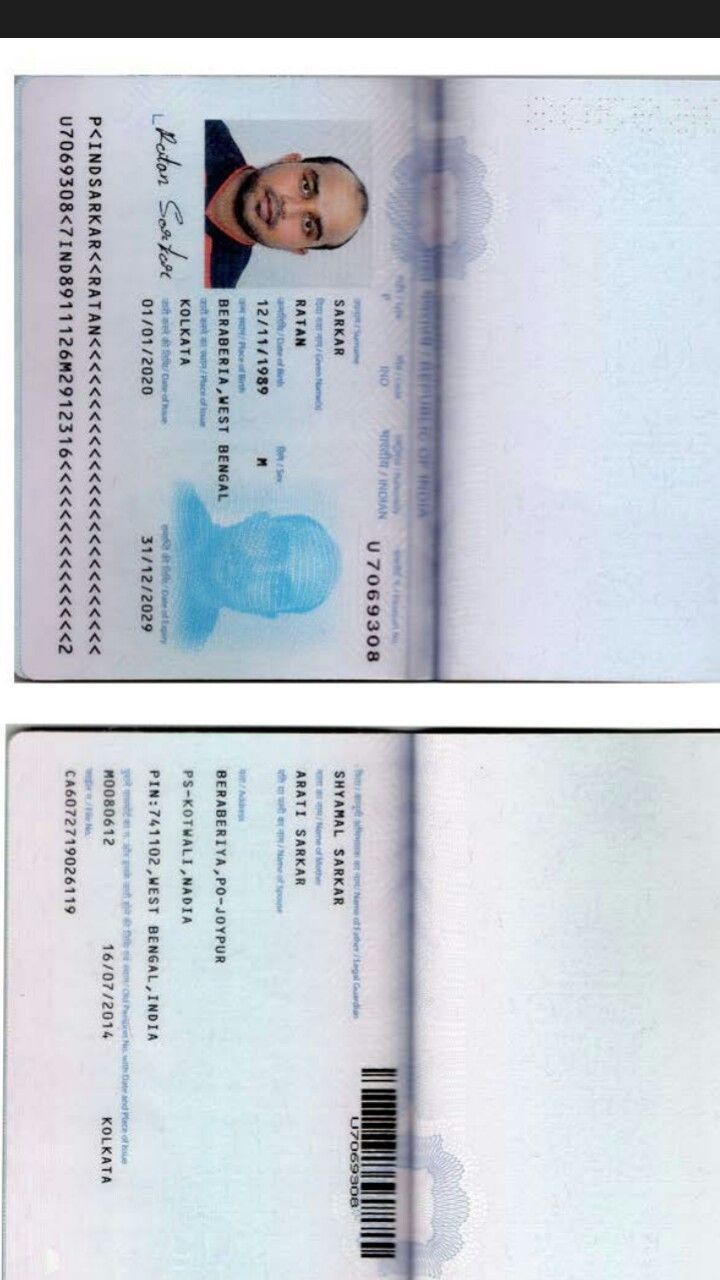 भारत गणराज्य / REPUBLIC OF INDIA
टाइप / Type
कोड / Code
राष्ट्रीयता / Nationality
पासपोर्ट न. / Passport No.
P
IND
भारतीय / INDIAN
U7069308
उपनाम / Surname
SARKAR
दिया गया नाम / Given Name(s)
RATAN
जन्मतिथि / Date of Birth
लिंग / Sex
12/11/1989
M
जन्म स्थान / Place of Birth
BERABERIA,WEST BENGAL
जारी करने का स्थान / Place of Issue
KOLKATA
जारी करने की तिथि / Date of Issue
समाप्ति की तिथि / Date of Expiry
01/01/2020
31/12/2029
Ratan Sarkar
P<INDSARKAR<<RATAN<<<<<<<<<<<<<<<<<<<<<<<<<<
U7069308<7IND8911126M2912316<<<<<<<<<<<<<<<2
U7069308
पिता / कानूनी अभिभावक का नाम / Name of Father / Legal Guardian
SHYAMAL SARKAR
माता का नाम / Name of Mother
ARATI SARKAR
पति या पत्नी का नाम / Name of Spouse
पता / Address
BERABERIYA,PO-JOYPUR
PS-KOTWALI,NADIA
PIN:741102,WEST BENGAL,INDIA
पुराने पासपोर्ट का न. और इसके जारी होने की तिथि एवं स्थान / Old Passport No. with Date and Place of Issue
M0080612 16/07/2014 KOLKATA
फाईल न. / File No.
CA6072719026119